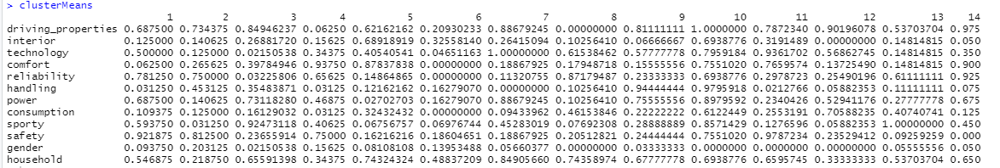 > clusterMeans
1 2 3 4 5 6 7 8 9 10 11 12 13 14
driving_properties 0.687500 0.734375 0.84946237 0.06250 0.62162162 0.20930233 0.88679245 0.00000000 0.81111111 1.0000000 0.7872340 0.90196078 0.53703704 0.975
interior 0.125000 0.140625 0.26881720 0.15625 0.68918919 0.32558140 0.26415094 0.10256410 0.06666667 0.6938776 0.3191489 0.00000000 0.14814815 0.050
technology 0.500000 0.125000 0.02150538 0.34375 0.40540541 0.04651163 1.00000000 0.61538462 0.57777778 0.7959184 0.9361702 0.56862745 0.14814815 0.350
comfort 0.062500 0.265625 0.39784946 0.93750 0.87837838 0.00000000 0.18867925 0.17948718 0.15555556 0.7551020 0.7659574 0.13725490 0.14814815 0.900
reliability 0.781250 0.750000 0.03225806 0.65625 0.14864865 0.00000000 0.11320755 0.87179487 0.23333333 0.6938776 0.2978723 0.25490196 0.61111111 0.925
handling 0.031250 0.453125 0.35483871 0.03125 0.12162162 0.16279070 0.00000000 0.10256410 0.94444444 0.9795918 0.0212766 0.05882353 0.11111111 0.075
power 0.687500 0.140625 0.73118280 0.46875 0.02702703 0.16279070 0.88679245 0.10256410 0.75555556 0.8979592 0.2340426 0.52941176 0.27777778 0.675
consumption 0.109375 0.125000 0.16129032 0.03125 0.32432432 0.00000000 0.09433962 0.46153846 0.22222222 0.6122449 0.2553191 0.70588235 0.40740741 0.125
sporty 0.593750 0.031250 0.92473118 0.40625 0.06756757 0.06976744 0.45283019 0.07692308 0.28888889 0.8571429 0.1276596 0.05882353 1.00000000 0.450
safety 0.921875 0.812500 0.23655914 0.75000 0.16216216 0.18604651 0.18867925 0.20512821 0.24444444 0.7551020 0.9787234 0.23529412 0.09259259 0.000
gender 0.093750 0.203125 0.02150538 0.15625 0.08108108 0.13953488 0.05660377 0.00000000 0.03333333 0.0000000 0.0000000 0.00000000 0.05555556 0.050
household 0.546875 0.218750 0.65591398 0.34375 0.74324324 0.48837209 0.84905660 0.74358974 0.67777778 0.6938776 0.6595745 0.33333333 0.53703704 0.650